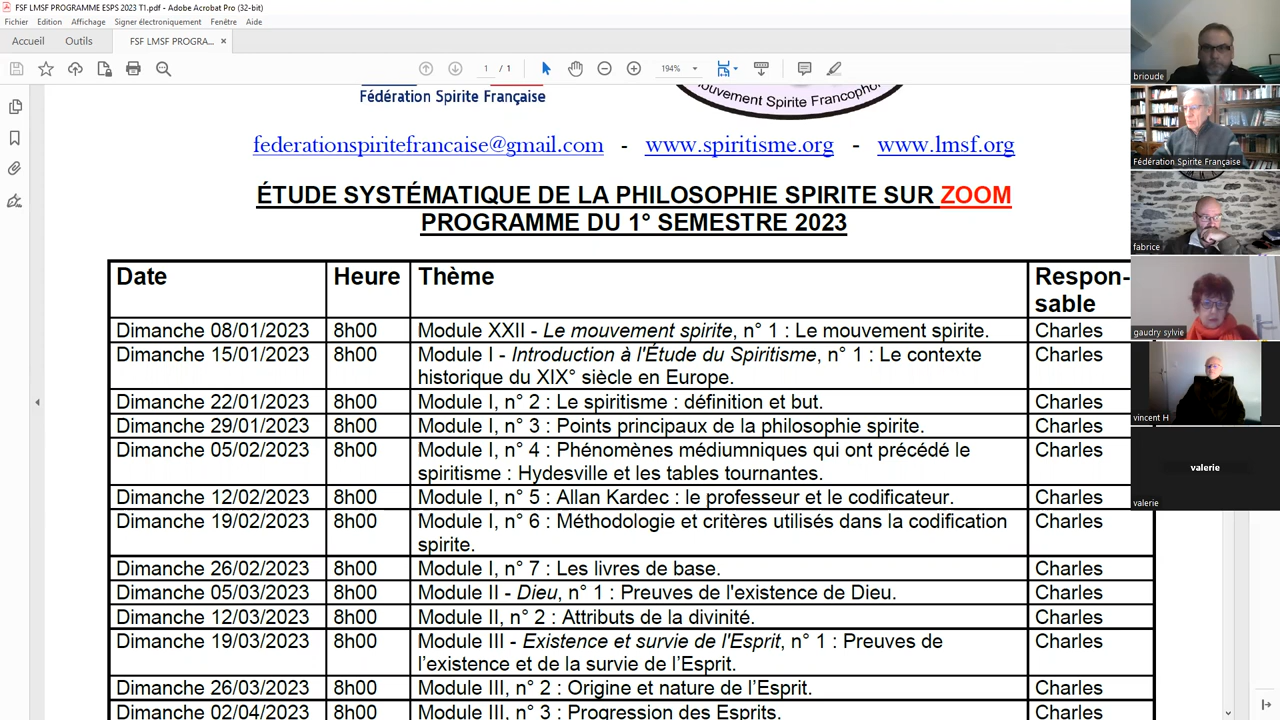 FSF LMSF PROGRAMME ESPS 2023 T1.pdf - Adobe Acrobat Pro (32-bit)
Fichier Edition Affichage Signer électroniquement Fenêtre Aide
Accueil Outils FSF LMSF PROGRA... ×
1 / 1 194%
Fédération Spirite Française
ouvement Spirite Francophon
federationspiritefrancaise@gmail.com - www.spiritisme.org - www.lmsf.org
ÉTUDE SYSTÉMATIQUE DE LA PHILOSOPHIE SPIRITE SUR ZOOM
PROGRAMME DU 1° SEMESTRE 2023
Date Heure Thème Respon-
sable
Dimanche 08/01/2023 8h00 Module XXII - Le mouvement spirite, n° 1 : Le mouvement spirite. Charles
Dimanche 15/01/2023 8h00 Module I - Introduction à l'Étude du Spiritisme, n° 1 : Le contexte Charles
historique du XIX° siècle en Europe.
Dimanche 22/01/2023 8h00 Module I, n° 2 : Le spiritisme : définition et but. Charles
Dimanche 29/01/2023 8h00 Module I, n° 3 : Points principaux de la philosophie spirite. Charles
Dimanche 05/02/2023 8h00 Module I, n° 4 : Phénomènes médiumniques qui ont précédé le Charles
spiritisme : Hydesville et les tables tournantes.
Dimanche 12/02/2023 8h00 Module I, n° 5 : Allan Kardec : le professeur et le codificateur. Charles
Dimanche 19/02/2023 8h00 Module I, n° 6 : Méthodologie et critères utilisés dans la codification Charles
spirite.
Dimanche 26/02/2023 8h00 Module I, n° 7 : Les livres de base. Charles
Dimanche 05/03/2023 8h00 Module II - Dieu, n° 1 : Preuves de l'existence de Dieu. Charles
Dimanche 12/03/2023 8h00 Module II, n° 2 : Attributs de la divinité. Charles
Dimanche 19/03/2023 8h00 Module III - Existence et survie de l'Esprit, n° 1 : Preuves de Charles
l’existence et de la survie de l’Esprit.
Dimanche 26/03/2023 8h00 Module III, n° 2 : Origine et nature de l’Esprit. Charles
Dimanche 02/04/2023 8h00 Module III, n° 3 : Progression des Esprits. Charles
brioude
Fédération Spirite Française
fabrice
gaudry sylvie
vincent H
valerie
valerie